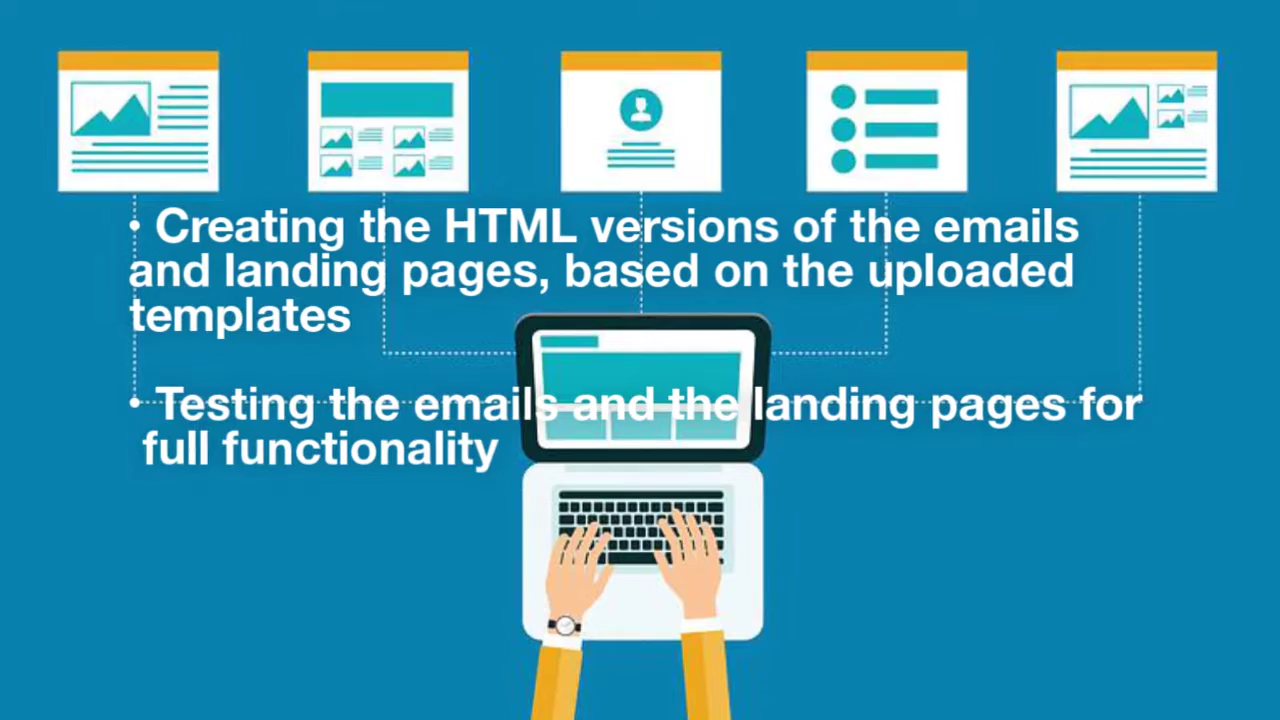 • Creating the HTML versions of the emails
and landing pages, based on the uploaded
templates
• Testing the emails and the landing pages for
full functionality